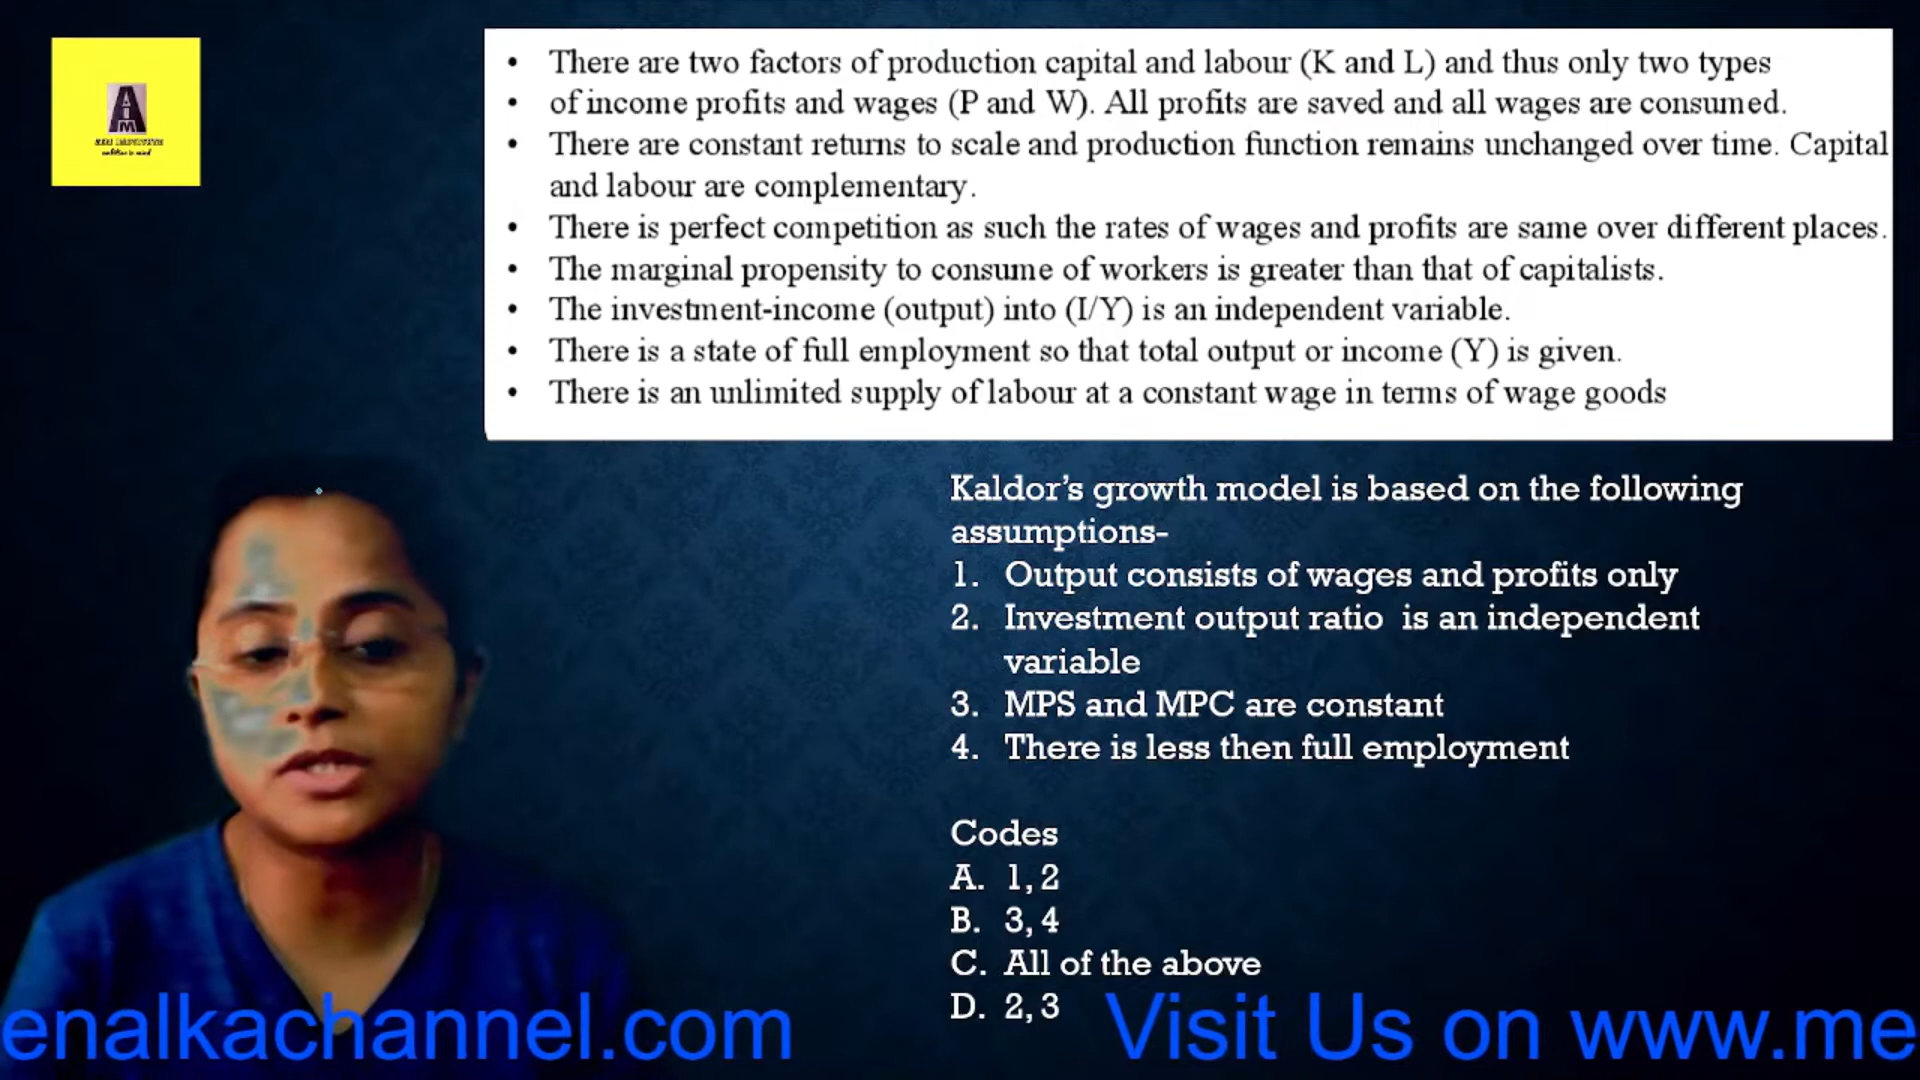 • There are two factors of production capital and labour (K and L) and thus only two types
• of income profits and wages (P and W). All profits are saved and all wages are consumed.
• There are constant returns to scale and production function remains unchanged over time. Capital
and labour are complementary.
• There is perfect competition as such the rates of wages and profits are same over different places.
• The marginal propensity to consume of workers is greater than that of capitalists.
• The investment-income (output) into (I/Y) is an independent variable.
• There is a state of full employment so that total output or income (Y) is given.
• There is an unlimited supply of labour at a constant wage in terms of wage goods
AIM
Kaldor's growth model is based on the following
assumptions-
1. Output consists of wages and profits only
2. Investment output ratio is an independent
variable
3. MPS and MPC are constant
4. There is less then full employment
Codes
A. 1, 2
B. 3, 4
C. All of the above
D. 2, 3
enalkachannel.com Visit Us on www.me